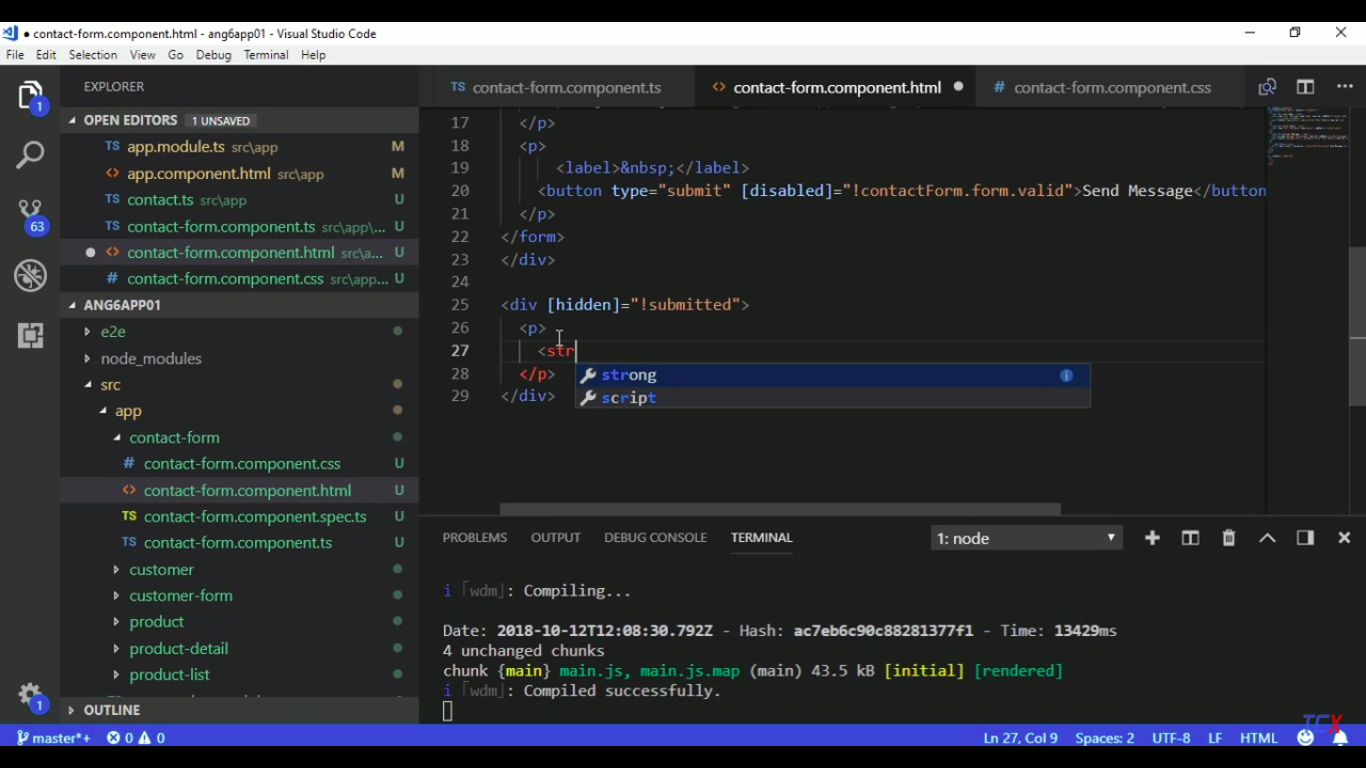 ● contact-form.component.html - ang6app01 - Visual Studio Code
File Edit Selection View Go Debug Terminal Help
EXPLORER
OPEN EDITORS 1 UNSAVED
TS app.module.ts src\app M
<> app.component.html src\app M
TS contact.ts src\app U
TS contact-form.component.ts src\app\... U
● <> contact-form.component.html src\a... U
# contact-form.component.css src\app... U
ANG6APP01
e2e
node_modules
src
app
contact-form
# contact-form.component.css U
<> contact-form.component.html U
TS contact-form.component.spec.ts U
TS contact-form.component.ts U
customer
customer-form
product
product-detail
product-list
OUTLINE
1
63
1
TS contact-form.component.ts <> contact-form.component.html ● # contact-form.component.css
17 </p>
18 <p>
19 <label>&nbsp;</label>
20 <button type="submit" [disabled]="!contactForm.form.valid">Send Message</button
21 </p>
22 </form>
23 </div>
24
25 <div [hidden]="!submitted">
26 <p>
27 <str
28 </p>
29 </div>
strong
script
PROBLEMS OUTPUT DEBUG CONSOLE TERMINAL 1: node
i ｢wdm｣: Compiling...
Date: 2018-10-12T12:08:30.792Z - Hash: ac7eb6c90c88281377f1 - Time: 13429ms
4 unchanged chunks
chunk {main} main.js, main.js.map (main) 43.5 kB [initial] [rendered]
i ｢wdm｣: Compiled successfully.
TCX
master*+ 0 0 Ln 27, Col 9 Spaces: 2 UTF-8 LF HTML